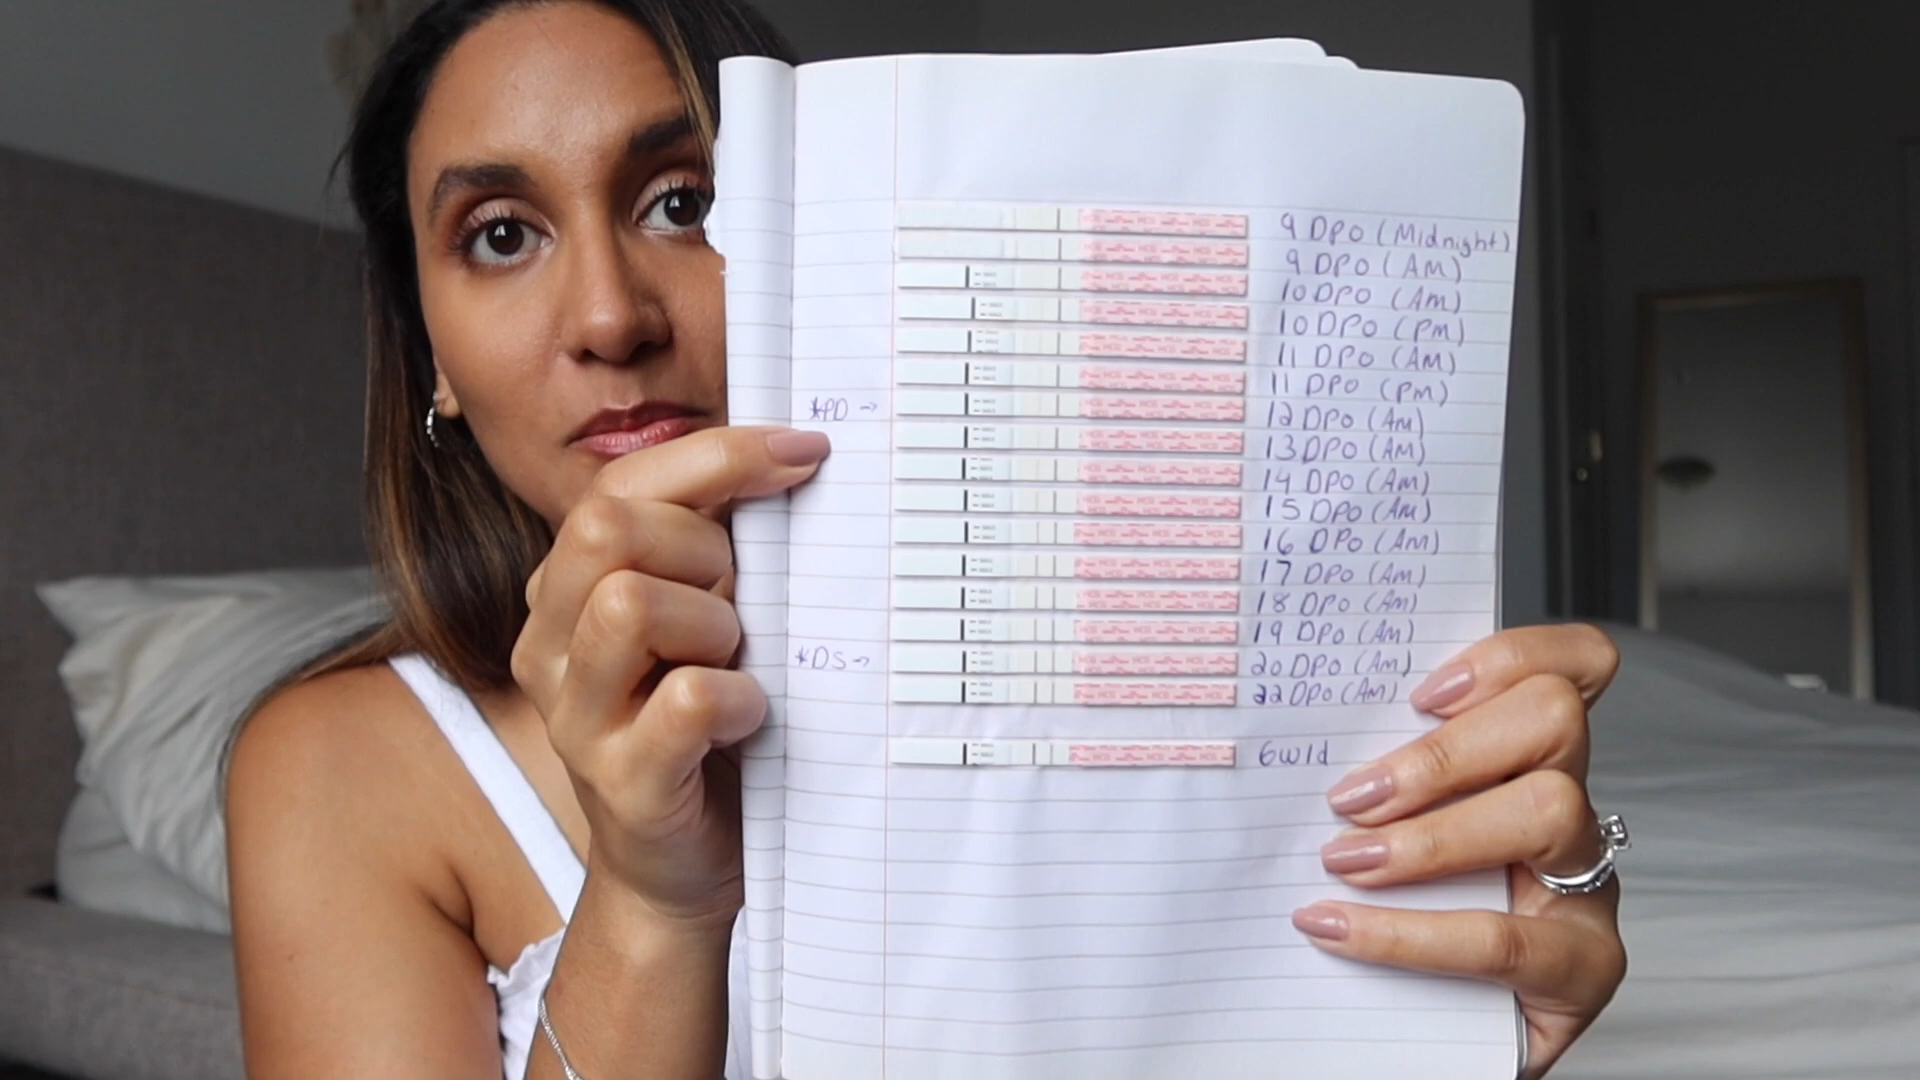 9 DPO (Midnight)
9 DPO (AM)
10 DPO (Am)
10 DPO (Pm)
11 DPO (AM)
11 DPO (Pm)
*PD → 12 DPO (Am)
13 DPO (Am)
14 DPO (Am)
15 DPO (Am)
16 DPO (Am)
17 DPO (Am)
18 DPO (Am)
19 DPO (Am)
*DS → 20 DPO (Am)
22 DPO (Am)
6w1d